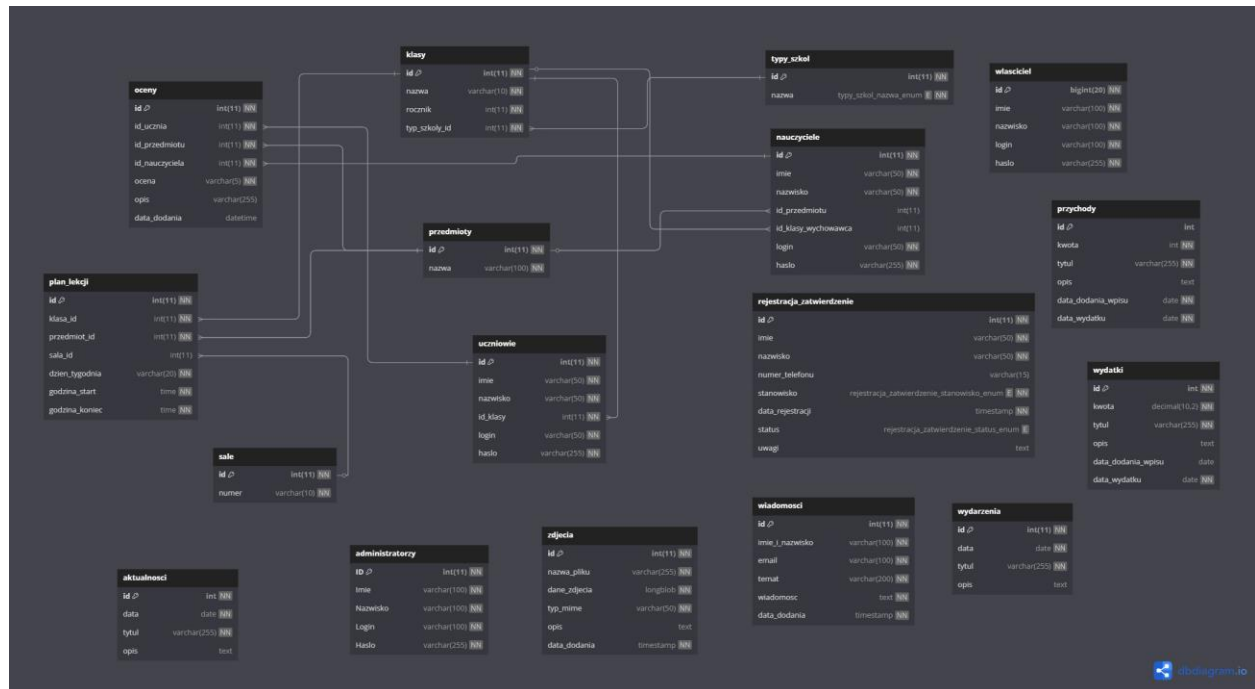 klasy
id int(11) NN
nazwa varchar(10) NN
rocznik int(11) NN
typ_szkoly_id int(11) NN
typy_szkol
id int(11) NN
nazwa typy_szkol_nazwa_enum E NN
wlasciciel
id bigint(20) NN
imie varchar(100) NN
nazwisko varchar(100) NN
login varchar(100) NN
haslo varchar(255) NN
oceny
id int(11) NN
id_ucznia int(11) NN
id_przedmiotu int(11) NN
id_nauczyciela int(11) NN
ocena varchar(5) NN
opis varchar(255)
data_dodania datetime
nauczyciele
id int(11) NN
imie varchar(50) NN
nazwisko varchar(50) NN
id_przedmiotu int(11)
id_klasy_wychowawca int(11)
login varchar(50) NN
haslo varchar(255) NN
przychody
id int
kwota int NN
tytul varchar(255) NN
opis text
data_dodania_wpisu date NN
data_wydatku date NN
przedmioty
id int(11) NN
nazwa varchar(100) NN
plan_lekcji
id int(11) NN
klasa_id int(11) NN
przedmiot_id int(11) NN
sala_id int(11)
dzien_tygodnia varchar(20) NN
godzina_start time NN
godzina_koniec time NN
rejestracja_zatwierdzenie
id int(11) NN
imie varchar(50) NN
nazwisko varchar(50) NN
numer_telefonu varchar(15)
stanowisko rejestracja_zatwierdzenie_stanowisko_enum E NN
data_rejestracji timestamp NN
status rejestracja_zatwierdzenie_status_enum E
uwagi text
uczniowie
id int(11) NN
imie varchar(50) NN
nazwisko varchar(50) NN
id_klasy int(11) NN
login varchar(50) NN
haslo varchar(255) NN
wydatki
id int NN
kwota decimal(10,2) NN
tytul varchar(255) NN
opis text
data_dodania_wpisu date
data_wydatku date NN
sale
id int(11) NN
numer varchar(10) NN
wiadomosci
id int(11) NN
imie_i_nazwisko varchar(100) NN
email varchar(100) NN
temat varchar(200) NN
wiadomosc text NN
data_dodania timestamp NN
wydarzenia
id int(11) NN
data date NN
tytul varchar(255) NN
opis text
zdjecia
id int(11) NN
nazwa_pliku varchar(255) NN
dane_zdjecia longblob NN
typ_mime varchar(50) NN
opis text
data_dodania timestamp NN
administratorzy
ID int(11) NN
Imie varchar(100) NN
Nazwisko varchar(100) NN
Login varchar(100) NN
Haslo varchar(255) NN
aktualnosci
id int NN
data date NN
tytul varchar(255) NN
opis text
dbdiagram.io